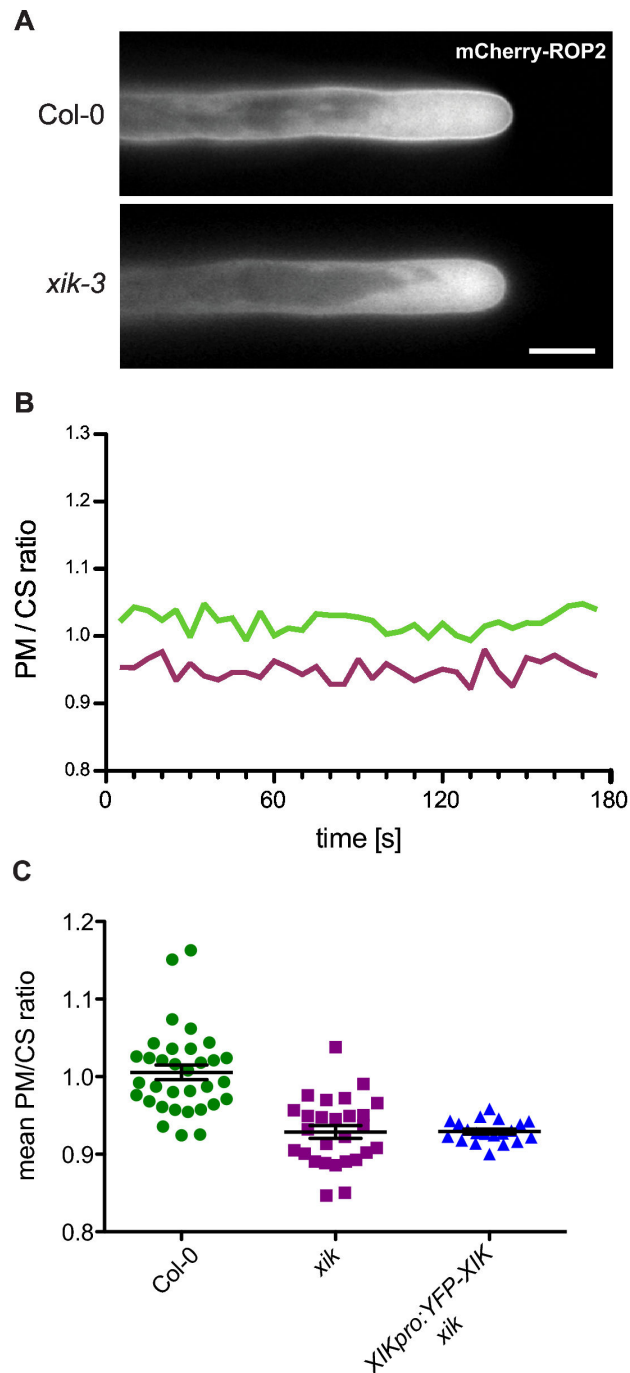 A
mCherry-ROP2
Col-0
xik-3
B
1.3
1.2
1.1
1.0
0.9
0.8
PM / CS ratio
0
60
120
180
time [s]
C
1.2
1.1
1.0
0.9
0.8
mean PM/CS ratio
Col-0
xik
XIKpro:YFP-XIK
xik